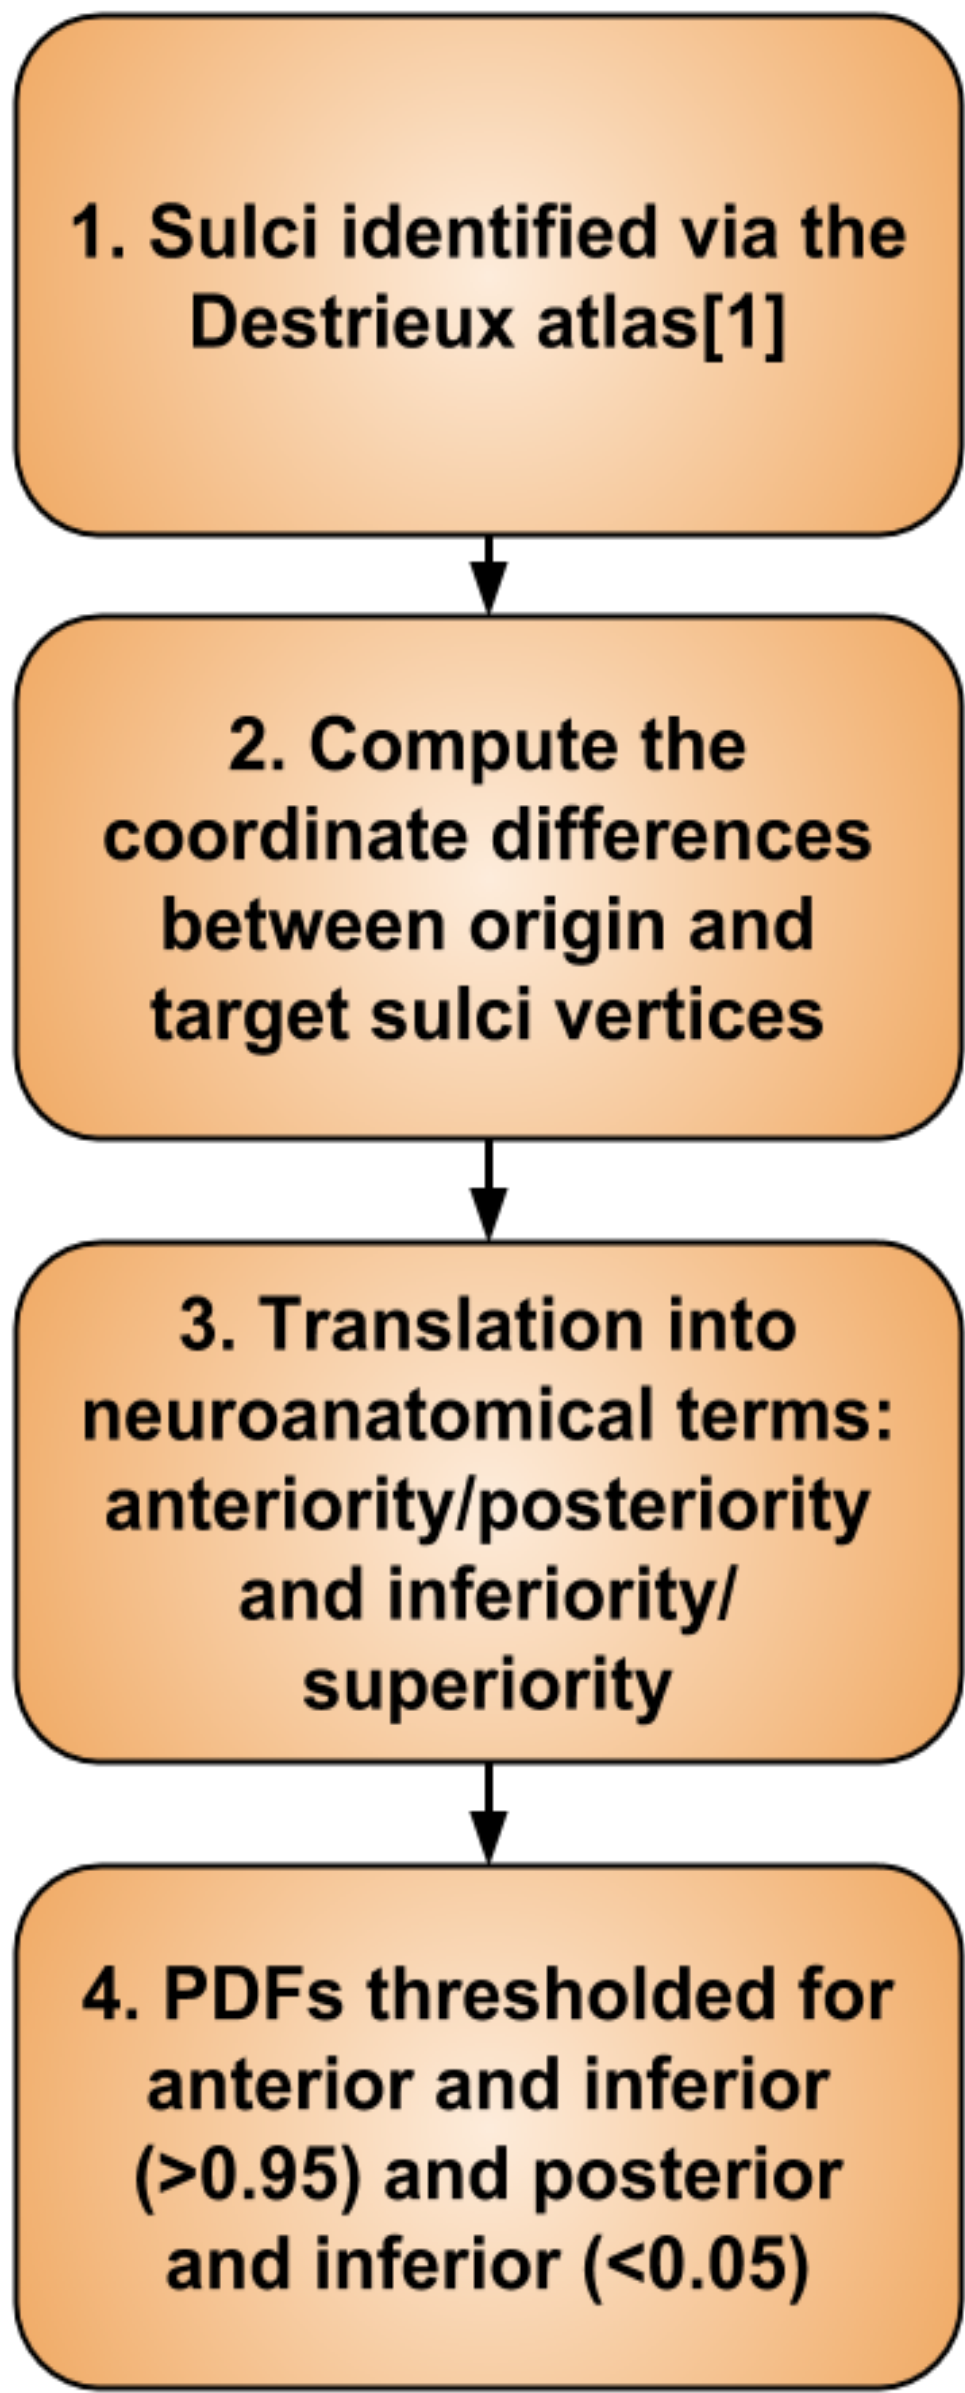 1. Sulci identified via the
Destrieux atlas[1]
2. Compute the
coordinate differences
between origin and
target sulci vertices
3. Translation into
neuroanatomical terms:
anteriority/posteriority
and inferiority/
superiority
4. PDFs thresholded for
anterior and inferior
(>0.95) and posterior
and inferior (<0.05)